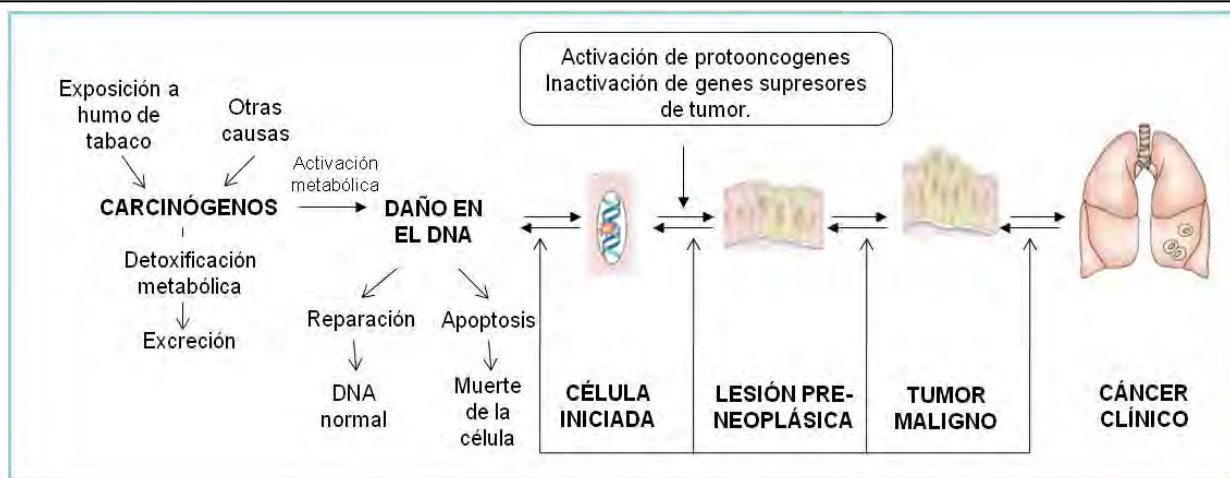 Activación de protooncogenes
Inactivación de genes supresores
de tumor.
Exposición a
humo de
tabaco
Otras
causas
Activación
metabólica
CARCINÓGENOS
DAÑO EN
EL DNA
Detoxificación
metabólica
Excreción
Reparación
Apoptosis
DNA
normal
Muerte
de la
célula
CÉLULA
INICIADA
LESIÓN PRE-
NEOPLÁSICA
TUMOR
MALIGNO
CÁNCER
CLÍNICO